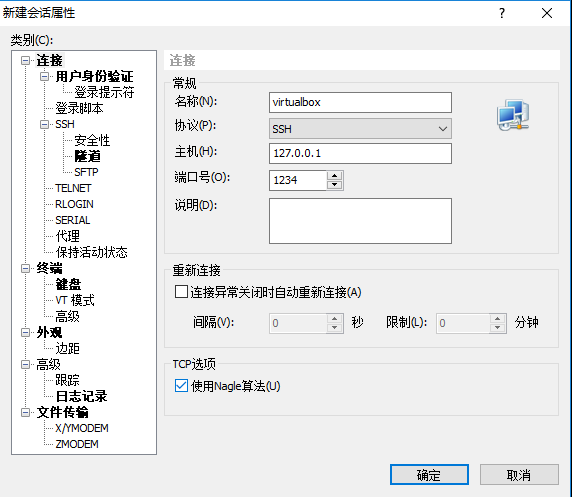 新建会话属性
类别(C):
连接
用户身份验证
登录提示符
登录脚本
SSH
安全性
隧道
SFTP
TELNET
RLOGIN
SERIAL
代理
保持活动状态
终端
键盘
VT 模式
高级
外观
边距
高级
跟踪
日志记录
文件传输
X/YMODEM
ZMODEM
连接
常规
名称(N): virtualbox
协议(P): SSH
主机(H): 127.0.0.1
端口号(O): 1234
说明(D):
重新连接
连接异常关闭时自动重新连接(A)
间隔(V): 0 秒 限制(L): 0 分钟
TCP选项
使用Nagle算法(U)
确定 取消